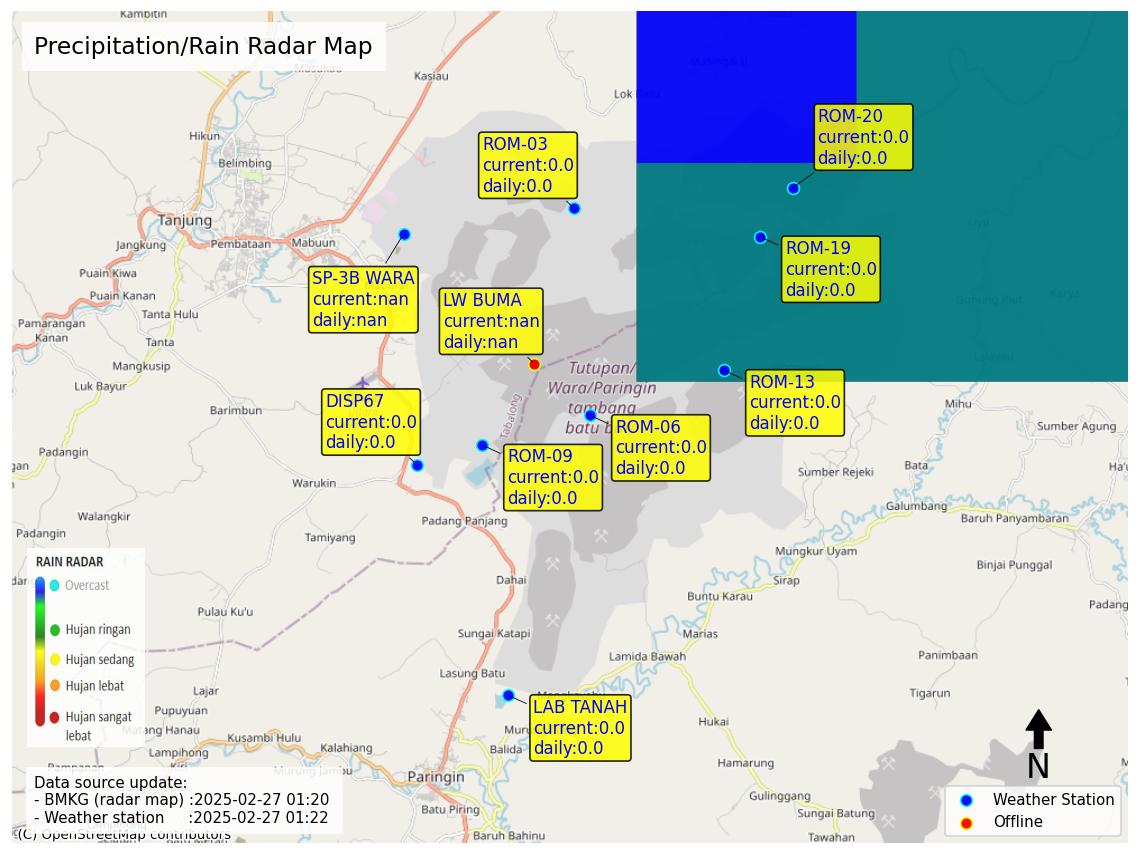 Precipitation/Rain Radar Map
Kambitin
Masukau
Kasiau
Hikun
Belimbing
Tanjung
Jangkung
Pembataan
Mabuun
Puain Kiwa
Puain Kanan
Tanta Hulu
Pamarangan
Kanan
Tanta
Mangkusip
Luk Bayur
Barimbun
Padangin
gan
Warukin
Walangkir
Padangin
Tamiyang
Padang Panjang
Dahai
Pulau Ku'u
Sungai Katapi
Lasung Batu
Lajar
Pupuyuan
Matang Hanau
Kusambi Hulu
Lampihong
Kalahiang
Murung Jambu
Paringin
Balida
Batu Piring
Baruh Bahinu
Masingai I
Liyu
Gunung Riut
Karya
Lalayau
Mihu
Sumber Agung
Sumber Rejeki
Bata
Galumbang
Baruh Panyambaran
Mungkur Uyam
Binjai Punggal
Sirap
Buntu Karau
Padang
Marias
Lamida Bawah
Panimbaan
Tigarun
Hukai
Hamarung
Gulinggang
Sungai Batung
Tawahan
Tabalong
Tutupan/
Wara/Paringin
tambang
ROM-03
current:0.0
daily:0.0
ROM-20
current:0.0
daily:0.0
ROM-19
current:0.0
daily:0.0
SP-3B WARA
current:nan
daily:nan
LW BUMA
current:nan
daily:nan
ROM-13
current:0.0
daily:0.0
DISP67
current:0.0
daily:0.0
ROM-06
current:0.0
daily:0.0
ROM-09
current:0.0
daily:0.0
LAB TANAH
current:0.0
daily:0.0
RAIN RADAR
Overcast
Hujan ringan
Hujan sedang
Hujan lebat
Hujan sangat
lebat
Data source update:
- BMKG (radar map) :2025-02-27 01:20
- Weather station :2025-02-27 01:22
(C) OpenStreetMap contributors
N
Weather Station
Offline